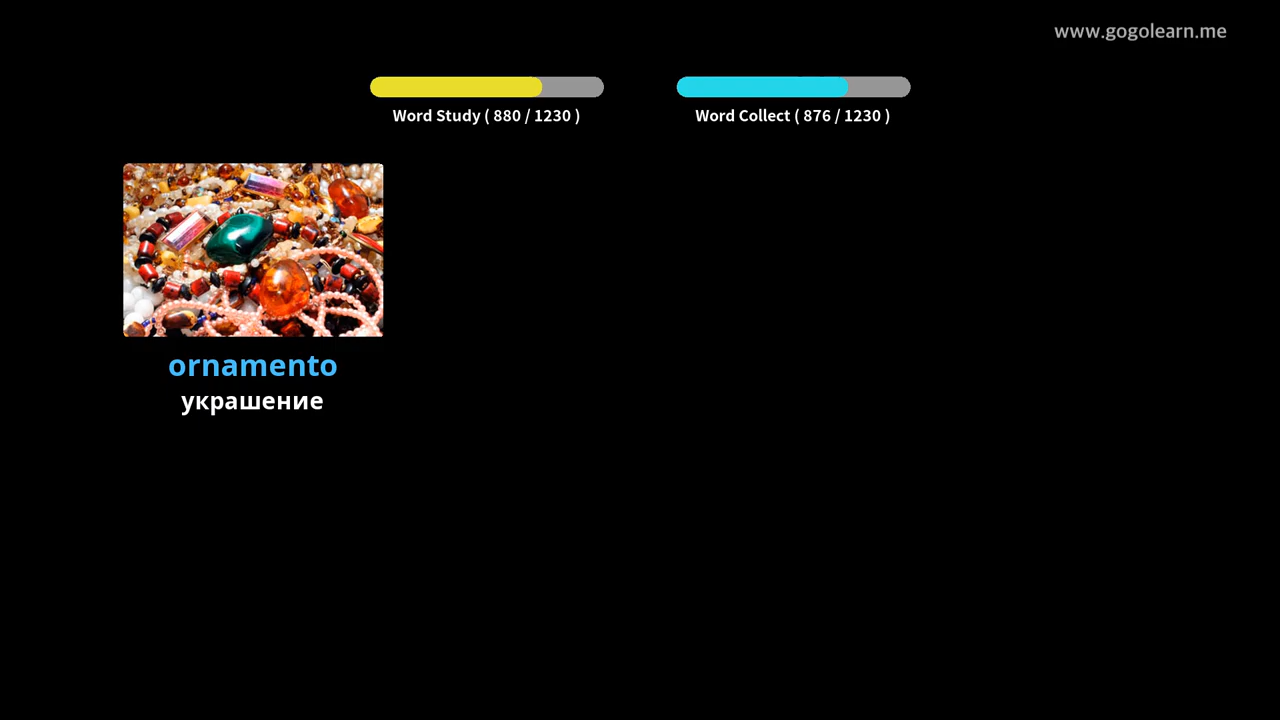 www.gogolearn.me
Word Study ( 880 / 1230 )
Word Collect ( 876 / 1230 )
ornamento
украшение